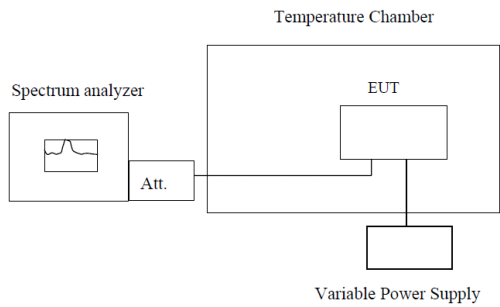 Temperature Chamber
Spectrum analyzer
EUT
Att.
Variable Power Supply